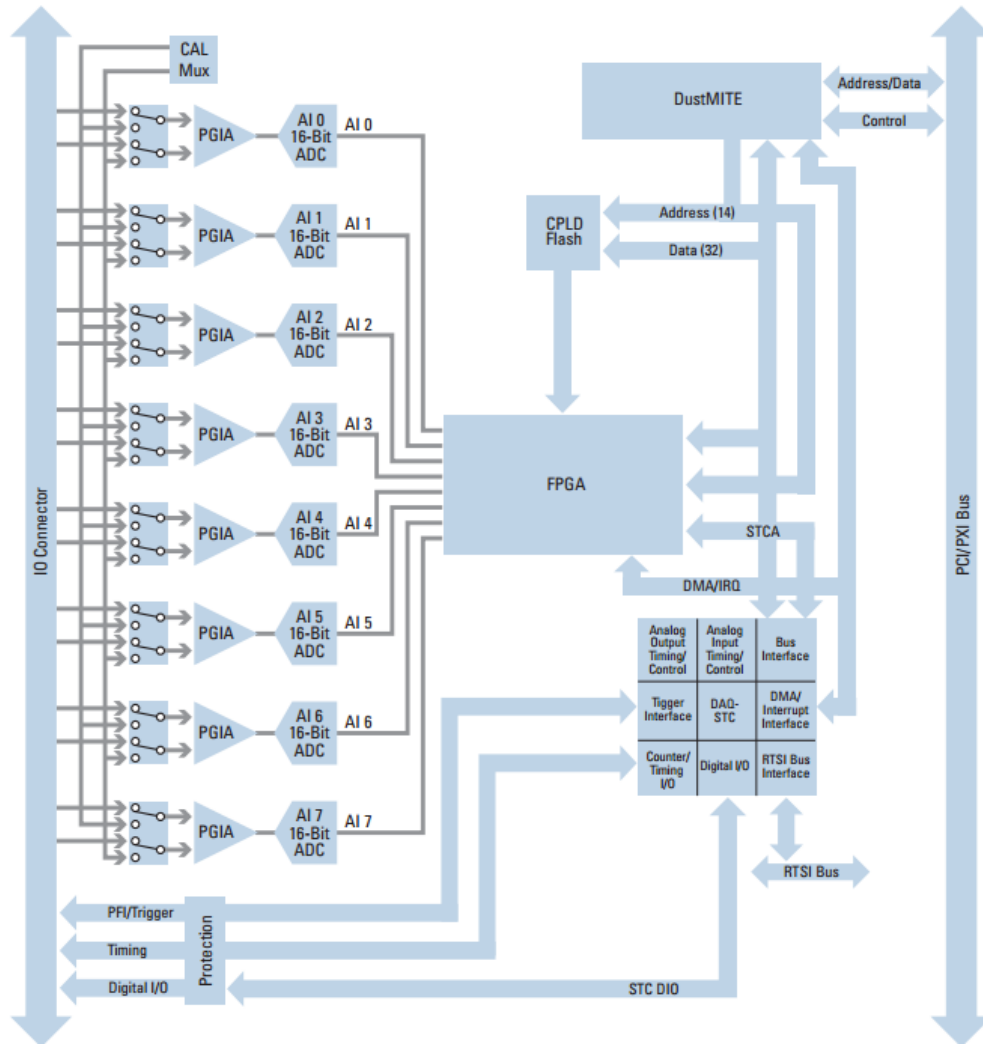 CAL
Mux
DustMITE
Address/Data
Control
PGIA
AI 0
16-Bit
ADC
AI 0
Address (14)
CPLD
Flash
Data (32)
PGIA
AI 1
16-Bit
ADC
AI 1
PGIA
AI 2
16-Bit
ADC
AI 2
PGIA
AI 3
16-Bit
ADC
AI 3
FPGA
IO Connector
PCI/PXI Bus
PGIA
AI 4
16-Bit
ADC
AI 4
STCA
DMA/IRQ
PGIA
AI 5
16-Bit
ADC
AI 5
Analog
Output
Timing/
Control
Analog
Input
Timing/
Control
Bus
Interface
Tigger
Interface
DAQ-
STC
DMA/
Interrupt
Interface
PGIA
AI 6
16-Bit
ADC
AI 6
Counter/
Timing
I/O
Digital I/O
RTSI Bus
Interface
PGIA
AI 7
16-Bit
ADC
AI 7
RTSI Bus
PFI/Trigger
Timing
Digital I/O
Protection
STC DIO